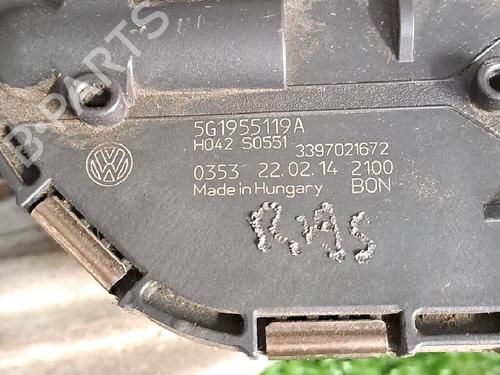 B-PARTS
5G1955119A
H042 S0551
3397021672
0353 22.02.14 2100
Made in Hungary BON